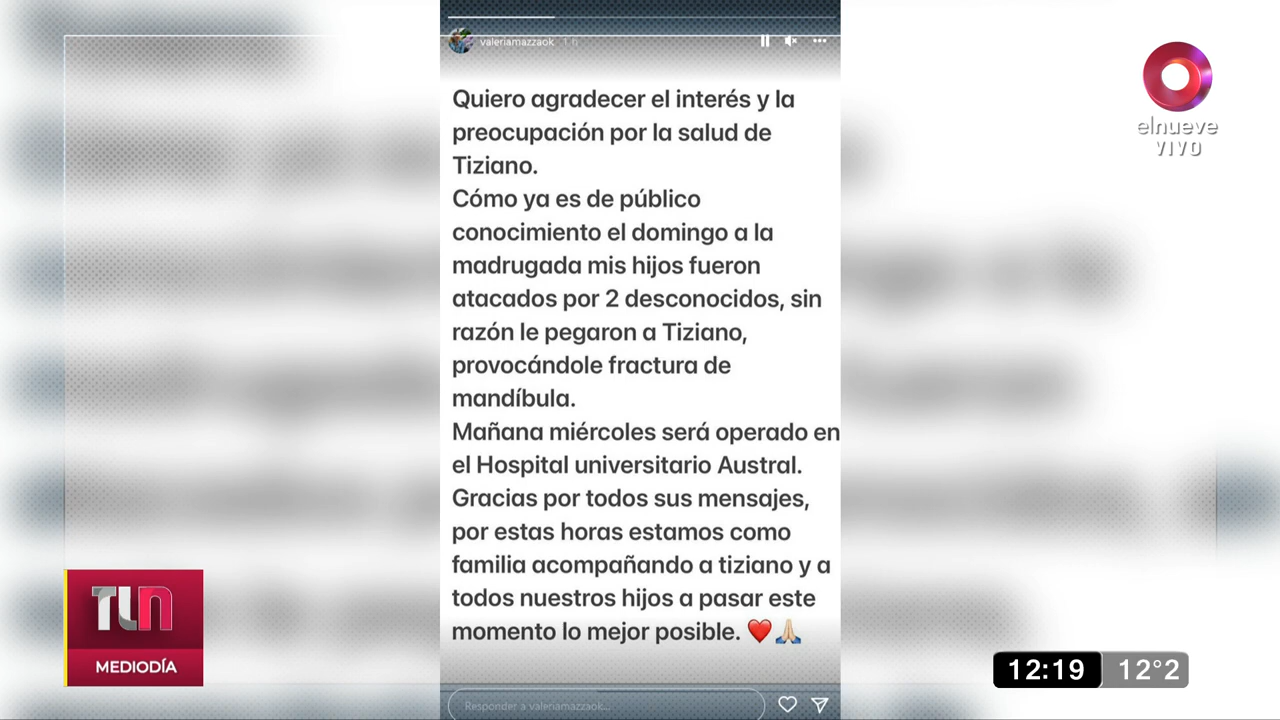 valeriamazzaok 1 h
Quiero agradecer el interés y la
preocupación por la salud de
Tiziano.
Cómo ya es de público
conocimiento el domingo a la
madrugada mis hijos fueron
atacados por 2 desconocidos, sin
razón le pegaron a Tiziano,
provocándole fractura de
mandíbula.
Mañana miércoles será operado en
el Hospital universitario Austral.
Gracias por todos sus mensajes,
por estas horas estamos como
familia acompañando a tiziano y a
todos nuestros hijos a pasar este
momento lo mejor posible. ❤️🙏🏼
Responder a valeriamazzaok...
elnueve
VIVO
TLN
MEDIODÍA
12:19 12°2